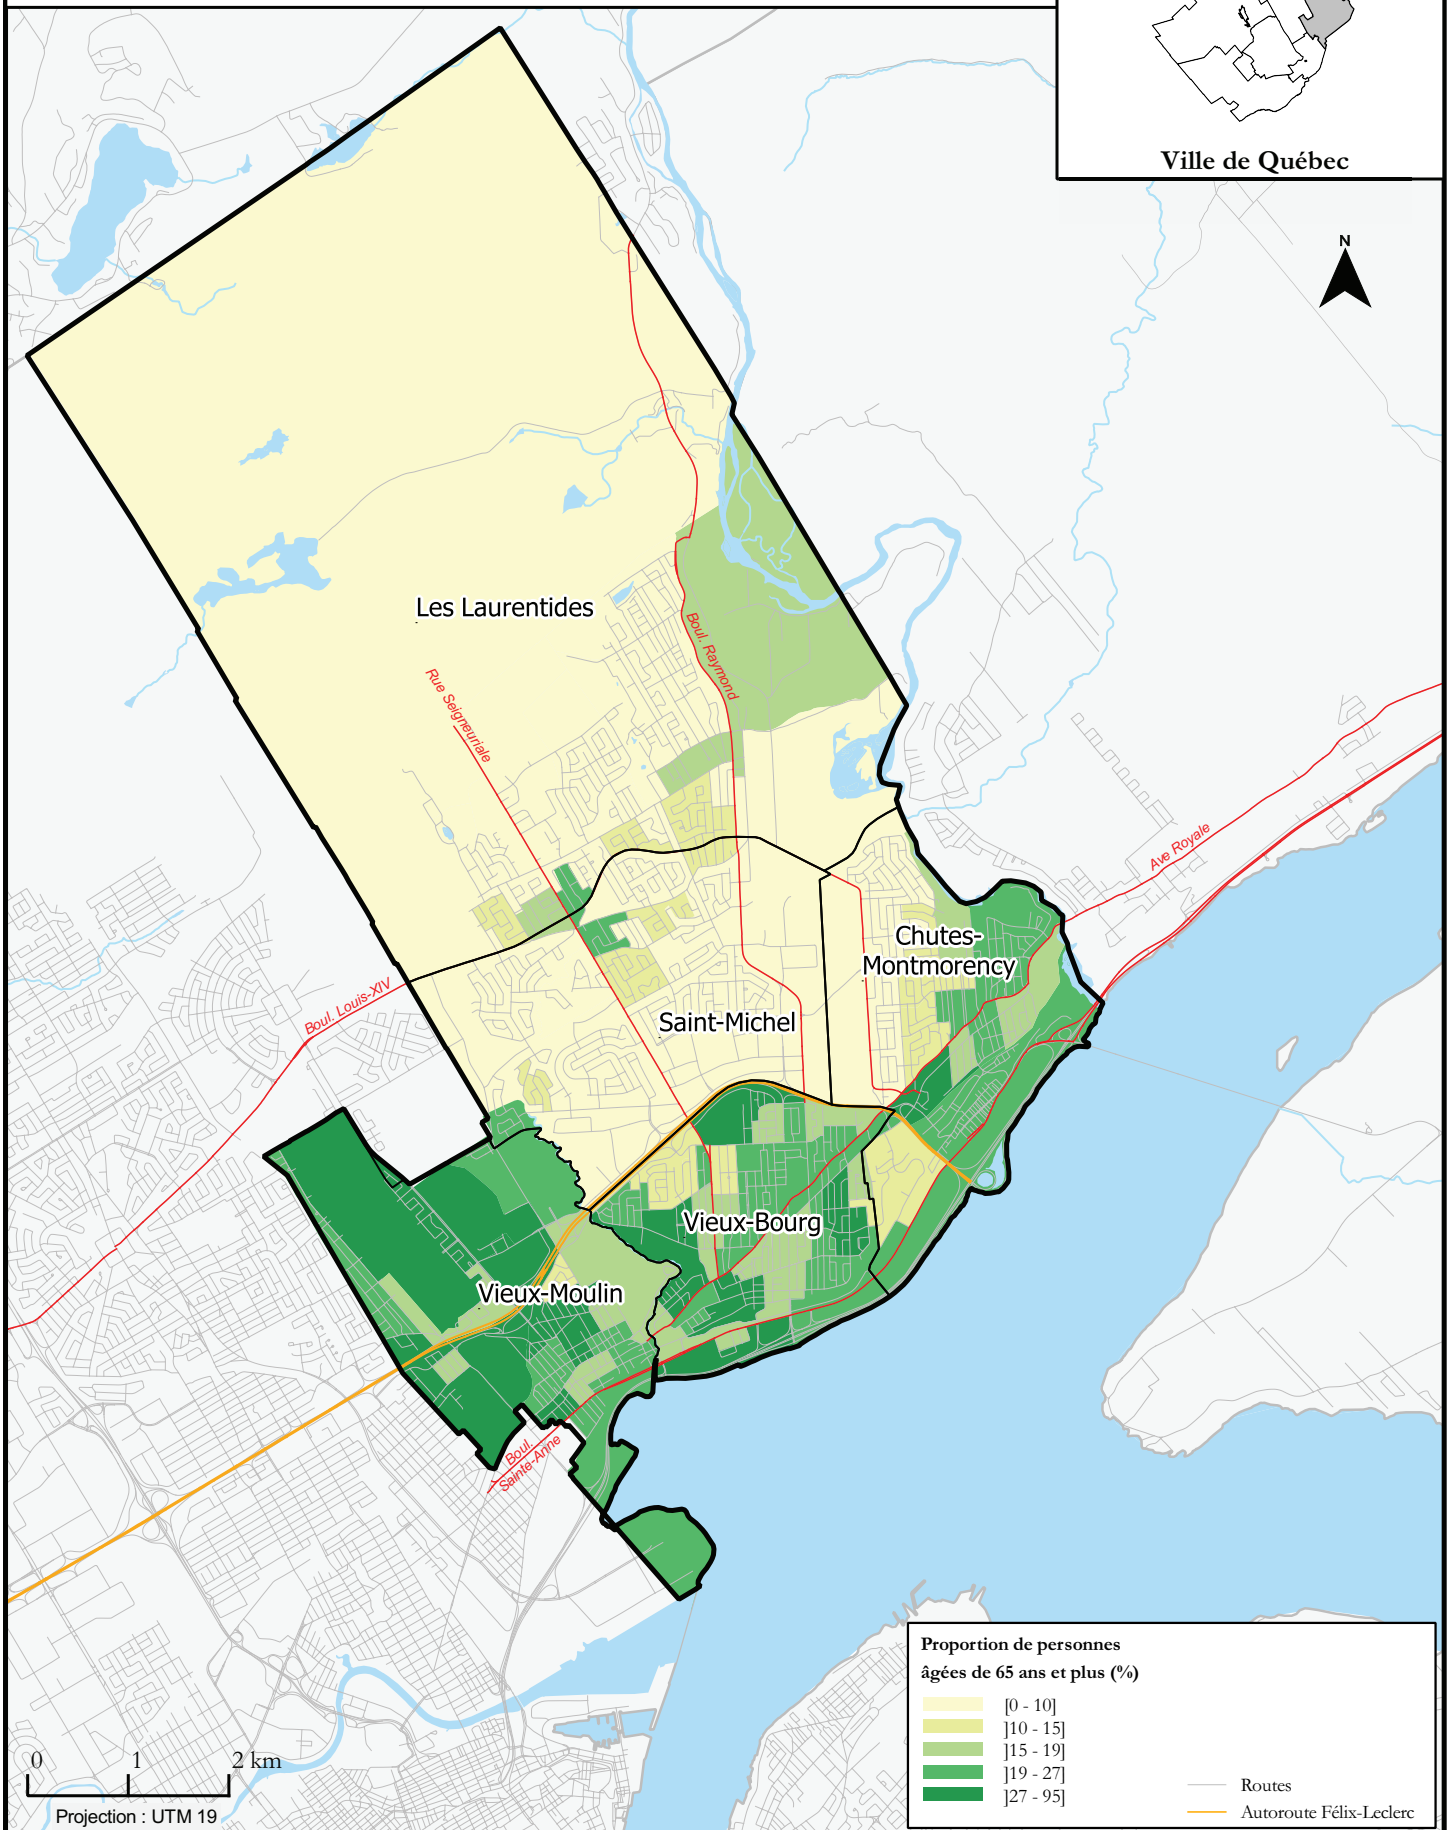 Ville de Québec
N
Les Laurentides
Boul. Raymond
Rue Seigneuriale
Ave Royale
Chutes-
Montmorency
Boul. Louis-XIV
Saint-Michel
Vieux-Bourg
Vieux-Moulin
Boul.
Sainte-Anne
Proportion de personnes
âgées de 65 ans et plus (%)
[0 - 10]
]10 - 15]
]15 - 19]
]19 - 27]
]27 - 95]
Routes
Autoroute Félix-Leclerc
0 1 2 km
Projection : UTM 19